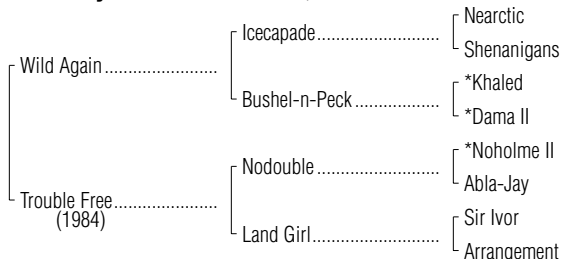 Nearctic
Icecapade
Shenanigans
Wild Again
*Khaled
Bushel-n-Peck
*Dama II
*Noholme II
Nodouble
Abla-Jay
Trouble Free
(1984)
Sir Ivor
Land Girl
Arrangement